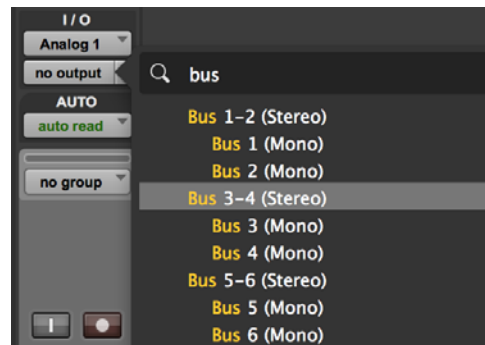 I/O
Analog 1
no output
AUTO
auto read
no group
I
bus
Bus 1–2 (Stereo)
Bus 1 (Mono)
Bus 2 (Mono)
Bus 3–4 (Stereo)
Bus 3 (Mono)
Bus 4 (Mono)
Bus 5–6 (Stereo)
Bus 5 (Mono)
Bus 6 (Mono)